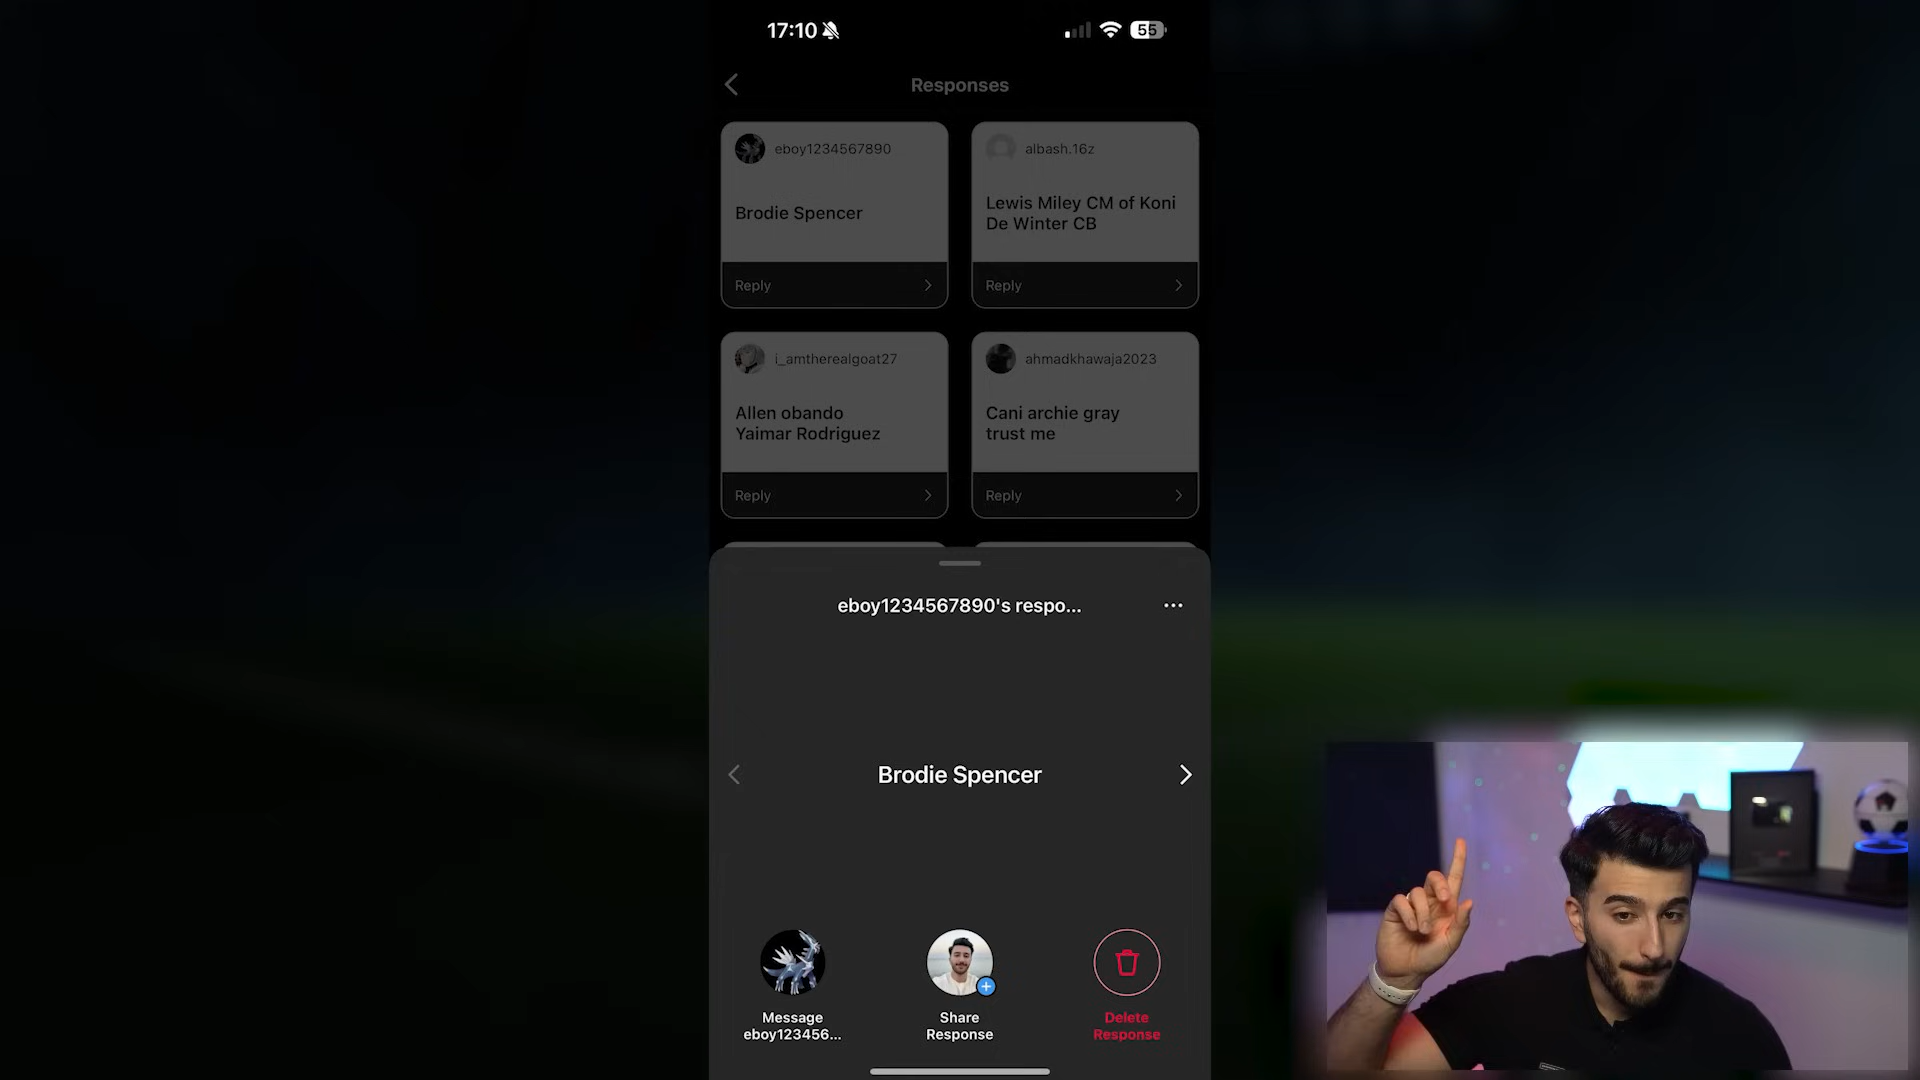 17:10
55
Responses
eboy1234567890
Brodie Spencer
Reply
albash.16z
Lewis Miley CM of Koni
De Winter CB
Reply
i_amtherealgoat27
Allen obando
Yaimar Rodriguez
Reply
ahmadkhawaja2023
Cani archie gray
trust me
Reply
eboy1234567890's respo...
Brodie Spencer
Message
eboy123456...
Share
Response
Delete
Response